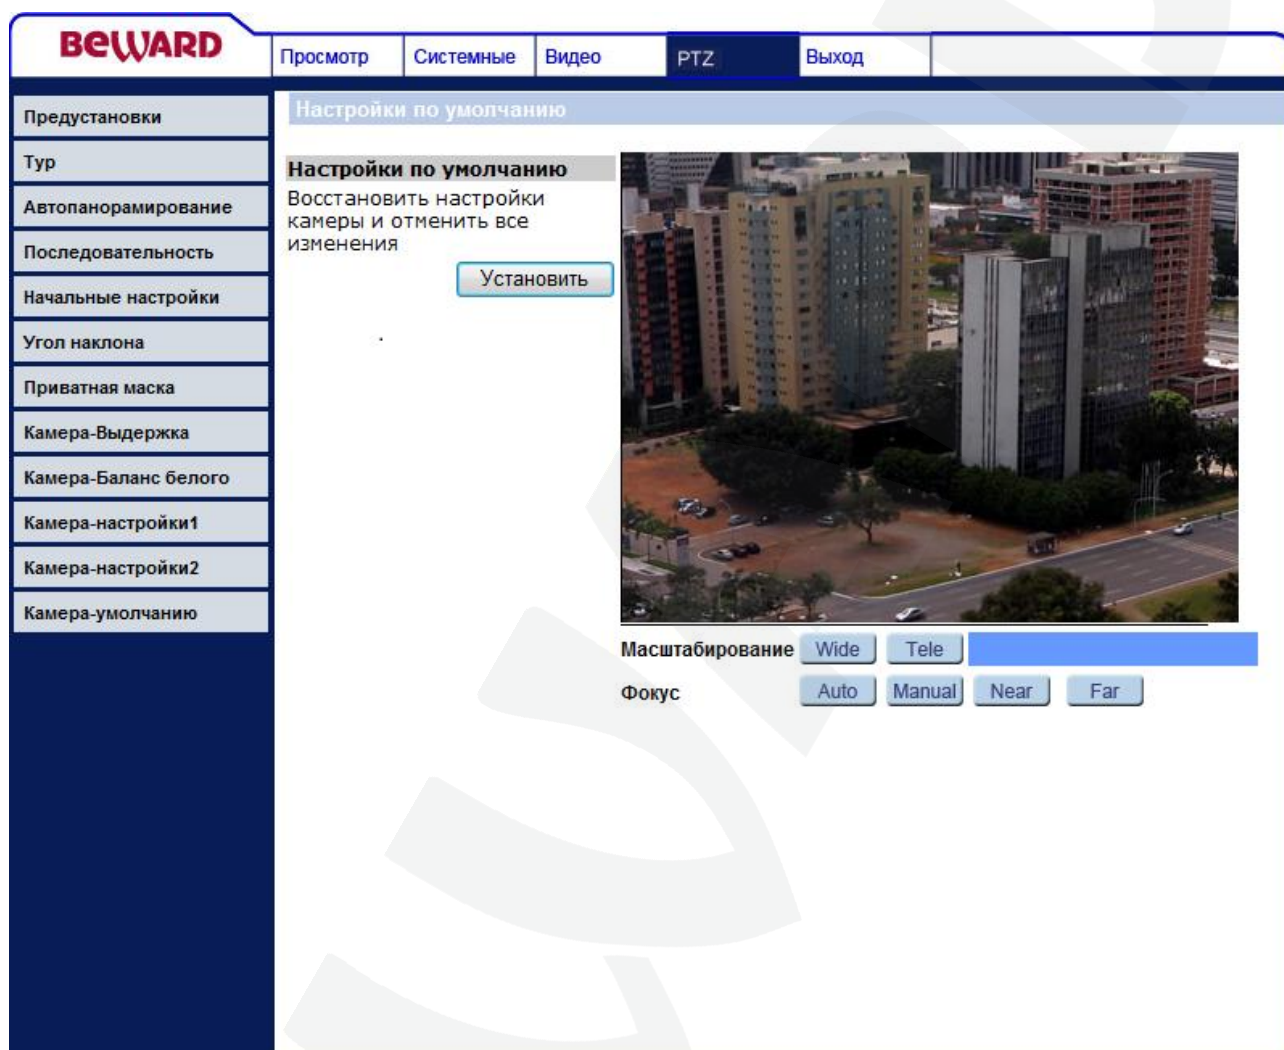 BEWARD
Просмотр
Системные
Видео
PTZ
Выход
Предустановки
Тур
Автопанорамирование
Последовательность
Начальные настройки
Угол наклона
Приватная маска
Камера-Выдержка
Камера-Баланс белого
Камера-настройки1
Камера-настройки2
Камера-умолчанию
Настройки по умолчанию
Настройки по умолчанию
Восстановить настройки
камеры и отменить все
изменения
Установить
.
Масштабирование Wide Tele
Фокус Auto Manual Near Far